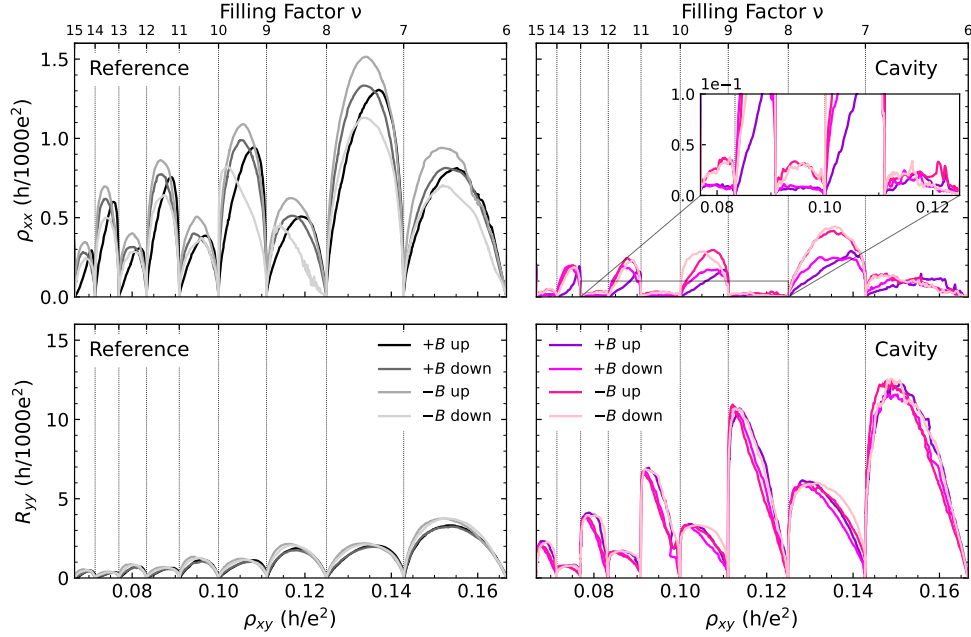 Filling Factor ν
Filling Factor ν
15 14 13 12 11 10 9 8 7 6
15 14 13 12 11 10 9 8 7 6
ρxx (h/1000e²)
1.5
1.0
0.5
0.0
Reference
Cavity
1e−1
1.0
0.5
0.0
0.08 0.10 0.12
Ryy (h/1000e²)
15
10
5
0
Reference
+B up
+B down
−B up
−B down
+B up
+B down
−B up
−B down
Cavity
0.08 0.10 0.12 0.14 0.16
0.08 0.10 0.12 0.14 0.16
ρxy (h/e²)
ρxy (h/e²)